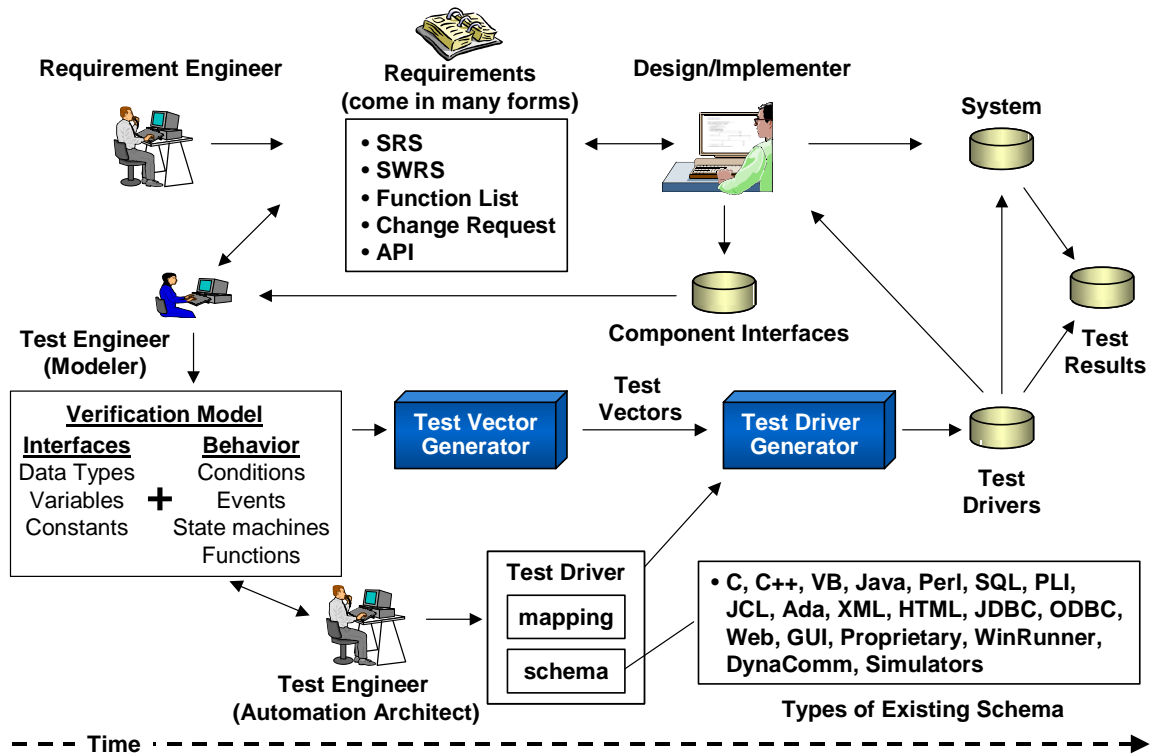 Requirement Engineer
Requirements
(come in many forms)
• SRS
• SWRS
• Function List
• Change Request
• API
Design/Implementer
System
Test Engineer
(Modeler)
Component Interfaces
Test
Results
Verification Model
Interfaces
Data Types
Variables
Constants
+
Behavior
Conditions
Events
State machines
Functions
Test Vector
Generator
Test
Vectors
Test Driver
Generator
Test
Drivers
Test Engineer
(Automation Architect)
Test Driver
mapping
schema
• C, C++, VB, Java, Perl, SQL, PLI,
JCL, Ada, XML, HTML, JDBC, ODBC,
Web, GUI, Proprietary, WinRunner,
DynaComm, Simulators
Types of Existing Schema
Time